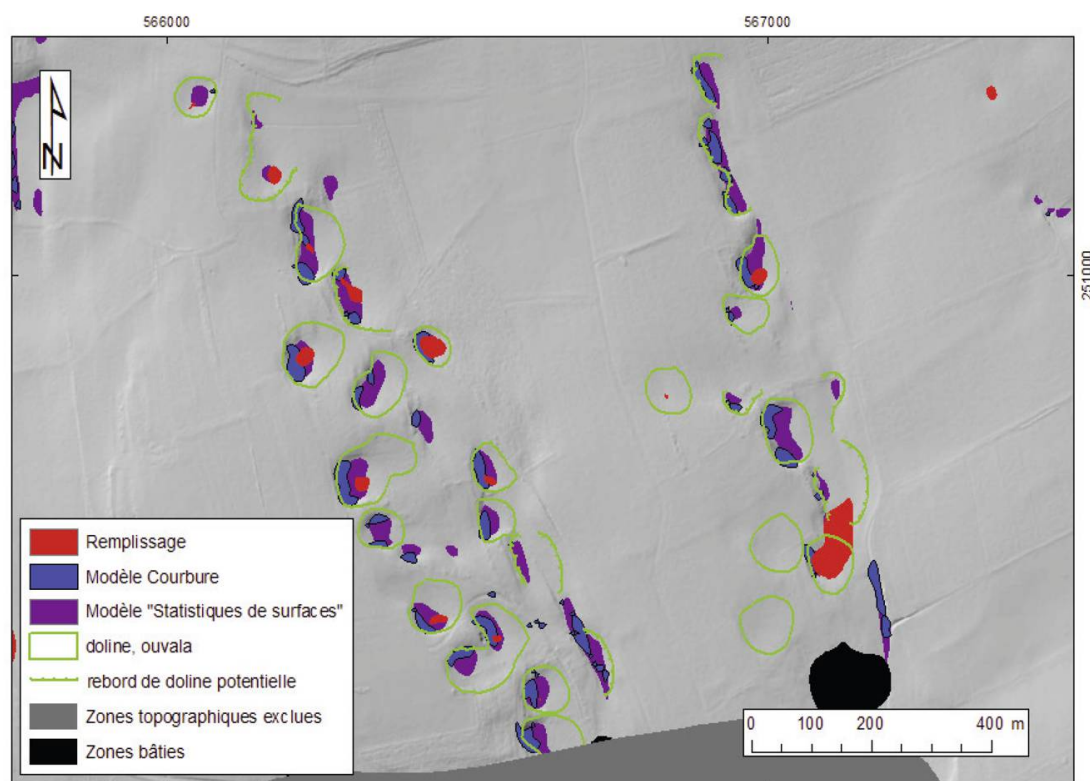 566000
567000
N
251000
Remplissage
Modèle Courbure
Modèle "Statistiques de surfaces"
doline, ouvala
rebord de doline potentielle
Zones topographiques exclues
Zones bâties
0 100 200 400 m